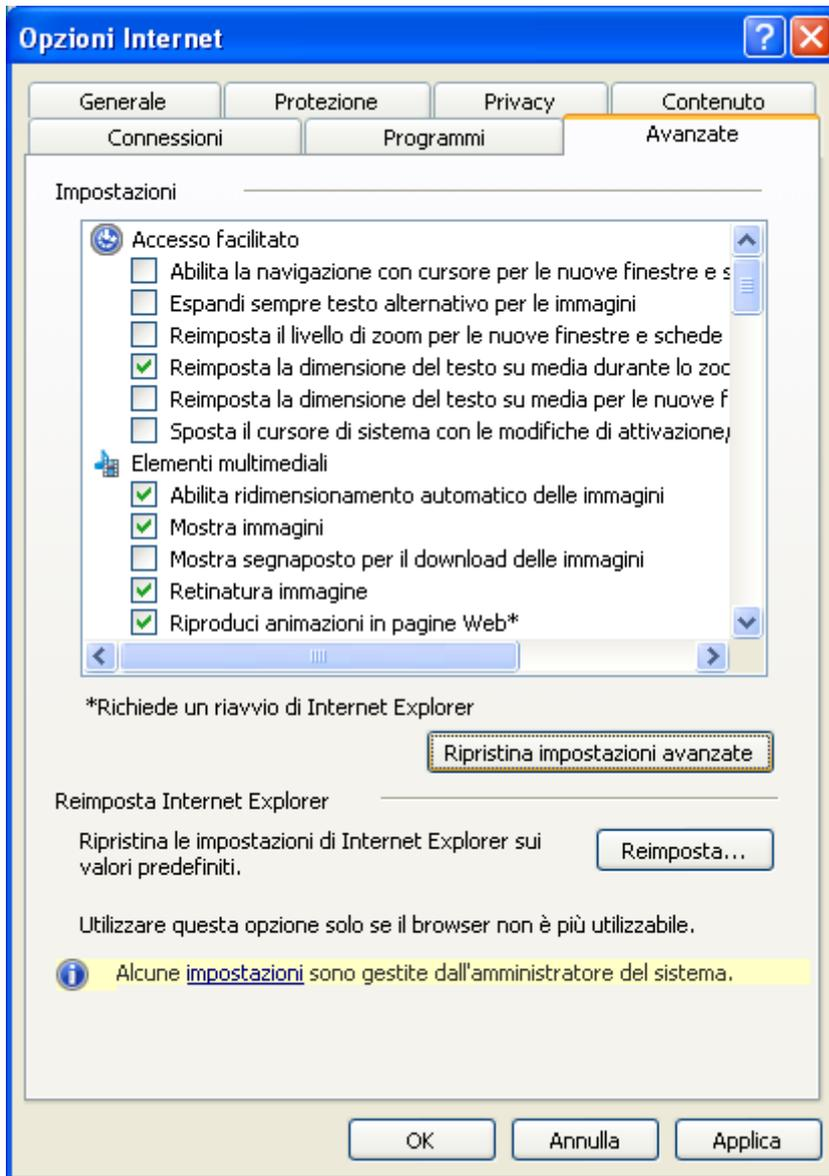 Opzioni Internet
Generale Protezione Privacy Contenuto
Connessioni Programmi Avanzate
Impostazioni
Accesso facilitato
Abilita la navigazione con cursore per le nuove finestre e s
Espandi sempre testo alternativo per le immagini
Reimposta il livello di zoom per le nuove finestre e schede
Reimposta la dimensione del testo su media durante lo zoo
Reimposta la dimensione del testo su media per le nuove f
Sposta il cursore di sistema con le modifiche di attivazione/
Elementi multimediali
Abilita ridimensionamento automatico delle immagini
Mostra immagini
Mostra segnaposto per il download delle immagini
Retinatura immagine
Riproduci animazioni in pagine Web*
*Richiede un riavvio di Internet Explorer
Ripristina impostazioni avanzate
Reimposta Internet Explorer
Ripristina le impostazioni di Internet Explorer sui
valori predefiniti.
Reimposta...
Utilizzare questa opzione solo se il browser non è più utilizzabile.
Alcune impostazioni sono gestite dall'amministratore del sistema.
OK Annulla Applica